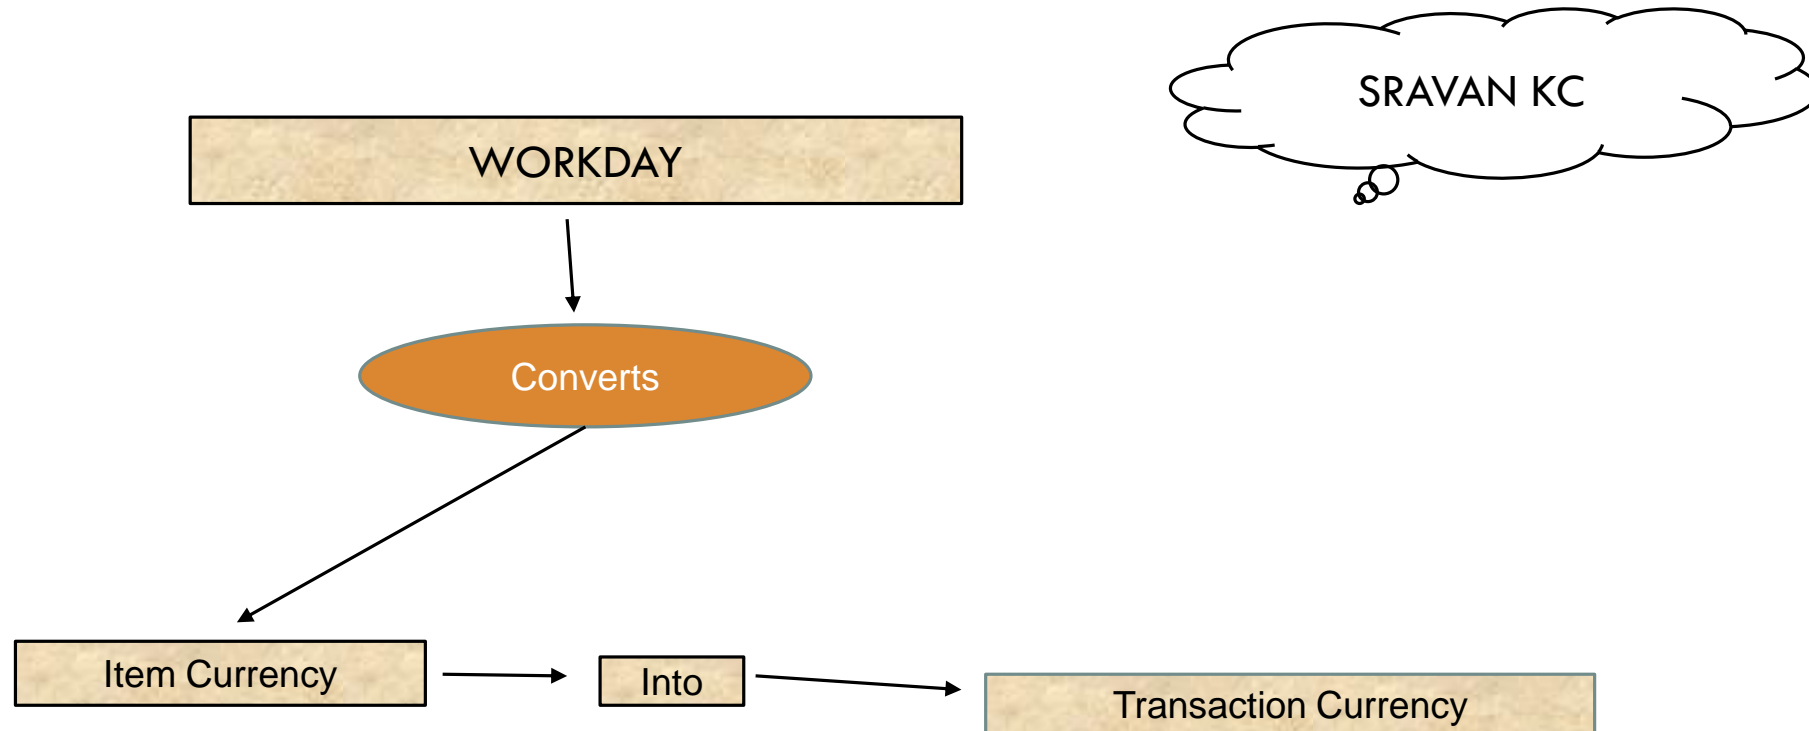 SRAVAN KC
WORKDAY
Converts
Item Currency
Into
Transaction Currency